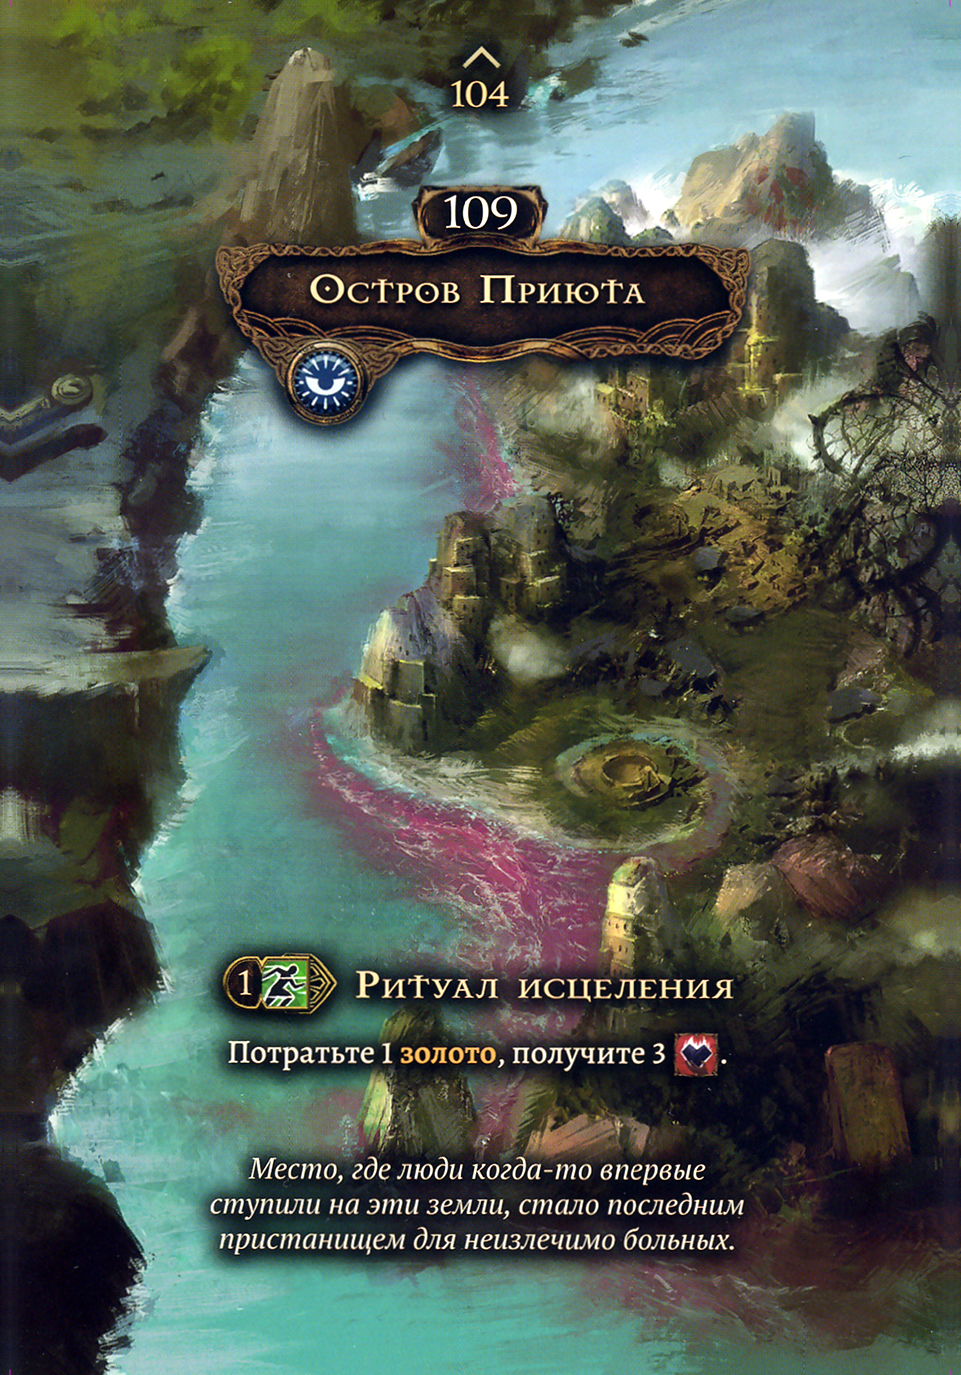 104
109
Остров Приюта
1 Ритуал исцеления
Потратьте 1 золото, получите 3 .
Место, где люди когда-то впервые
ступили на эти земли, стало последним
пристанищем для неизлечимо больных.